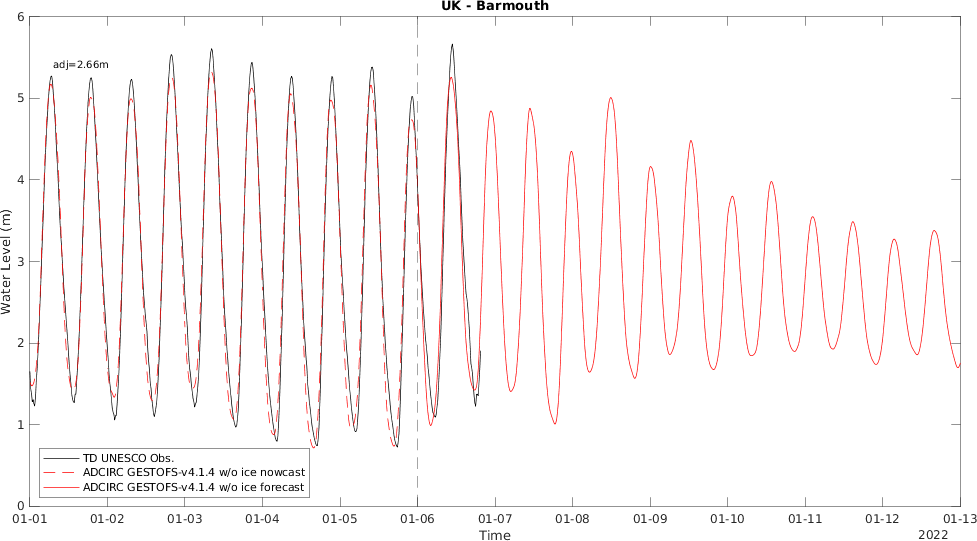 UK - Barmouth
6
adj=2.66m
5
4
3
2
1
0
Water Level (m)
TD UNESCO Obs.
ADCIRC GESTOFS-v4.1.4 w/o ice nowcast
ADCIRC GESTOFS-v4.1.4 w/o ice forecast
01-01 01-02 01-03 01-04 01-05 01-06 01-07 01-08 01-09 01-10 01-11 01-12 01-13
Time
2022